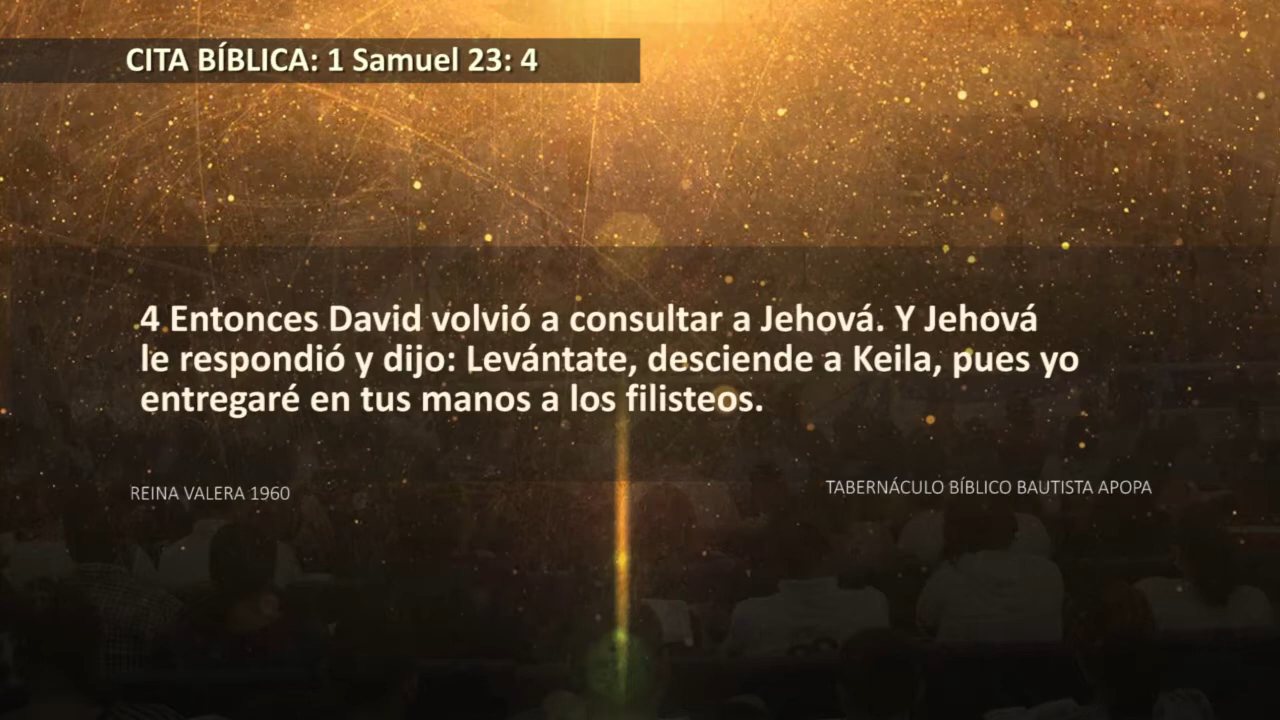 CITA BÍBLICA: 1 Samuel 23: 4
4 Entonces David volvió a consultar a Jehová. Y Jehová
le respondió y dijo: Levántate, desciende a Keila, pues yo
entregaré en tus manos a los filisteos.
REINA VALERA 1960
TABERNÁCULO BÍBLICO BAUTISTA APOPA